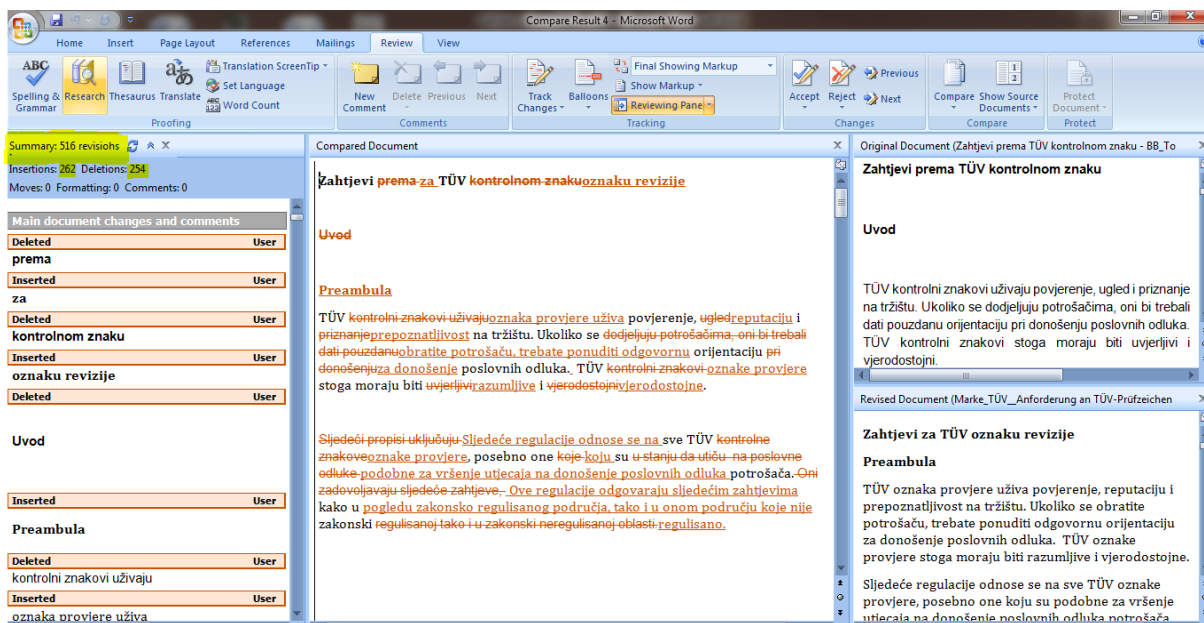 Compare Result 4 - Microsoft Word
Home Insert Page Layout References Mailings Review View
ABC Spelling & Grammar
Research
Thesaurus
Translate
Translation ScreenTip
Set Language
ABC 123 Word Count
Proofing
New Comment
Delete
Previous
Next
Comments
Track Changes
Balloons
Final Showing Markup
Show Markup
Reviewing Pane
Tracking
Accept
Reject
Previous
Next
Changes
Compare
Show Source Documents
Compare
Protect Document
Protect
Summary: 516 revisions
Insertions: 262 Deletions: 254
Moves: 0 Formatting: 0 Comments: 0
Main document changes and comments
Deleted User
prema
Inserted User
za
Deleted User
kontrolnom znaku
Inserted User
oznaku revizije
Deleted User
Uvod
Inserted User
Preambula
Deleted User
kontrolni znakovi uživaju
Inserted User
oznaka provjere uživa
Compared Document
Zahtjevi prema za TÜV kontrolnom znakuoznaku revizije
Uvod
Preambula
TÜV kontrolni znakovi uživajuoznaka provjere uživa povjerenje, ugledreputaciju i
priznanjeprepoznatljivost na tržištu. Ukoliko se dodjeljuju potrošačima, oni bi trebali
dati pouzdanuobratite potrošaču, trebate ponuditi odgovornu orijentaciju pri
donošenjuza donošenje poslovnih odluka. TÜV kontrolni znakovi oznake provjere
stoga moraju biti uvjerljivirazumljive i vjerodostojnivjerodostojne.
Sljedeći propisi uključuju Sljedeće regulacije odnose se na sve TÜV kontrolne
znakoveoznake provjere, posebno one koje koju su u stanju da utiču na poslovne
odluke podobne za vršenje utjecaja na donošenje poslovnih odluka potrošača. Oni
zadovoljavaju sljedeće zahtjeve, Ove regulacije odgovaraju sljedećim zahtjevima
kako u pogledu zakonsko regulisanog područja, tako i u onom području koje nije
zakonski regulisanoj tako i u zakonski neregulisanoj oblasti regulisano.
Original Document (Zahtjevi prema TÜV kontrolnom znaku - BB_To
Zahtjevi prema TÜV kontrolnom znaku
Uvod
TÜV kontrolni znakovi uživaju povjerenje, ugled i priznanje
na tržištu. Ukoliko se dodjeljuju potrošačima, oni bi trebali
dati pouzdanu orijentaciju pri donošenju poslovnih odluka.
TÜV kontrolni znakovi stoga moraju biti uvjerljivi i
vjerodostojni.
Revised Document (Marke_TÜV__Anforderung an TÜV-Prüfzeichen
Zahtjevi za TÜV oznaku revizije
Preambula
TÜV oznaka provjere uživa povjerenje, reputaciju i
prepoznatljivost na tržištu. Ukoliko se obratite
potrošaču, trebate ponuditi odgovornu orijentaciju
za donošenje poslovnih odluka. TÜV oznake
provjere stoga moraju biti razumljive i vjerodostojne.
Sljedeće regulacije odnose se na sve TÜV oznake
provjere, posebno one koju su podobne za vršenje
utjecaja na donošenje poslovnih odluka potrošača